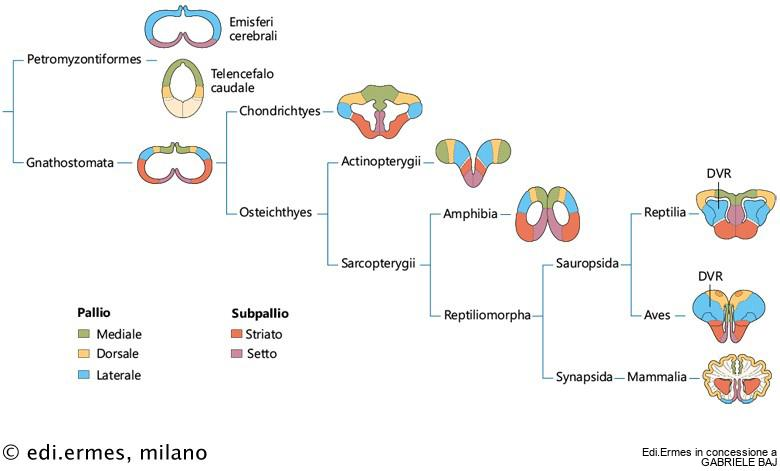 Emisferi
cerebrali
Petromyzontiformes
Telencefalo
caudale
Chondrichtyes
Gnathostomata
Actinopterygii
DVR
Osteichthyes
Amphibia
Reptilia
Sarcopterygii
Sauropsida
DVR
Pallio
Subpallio
Reptiliomorpha
Aves
Mediale
Striato
Dorsale
Setto
Laterale
Synapsida
Mammalia
© edi.ermes, milano
Edi.Ermes in concessione a
GABRIELE BAJ